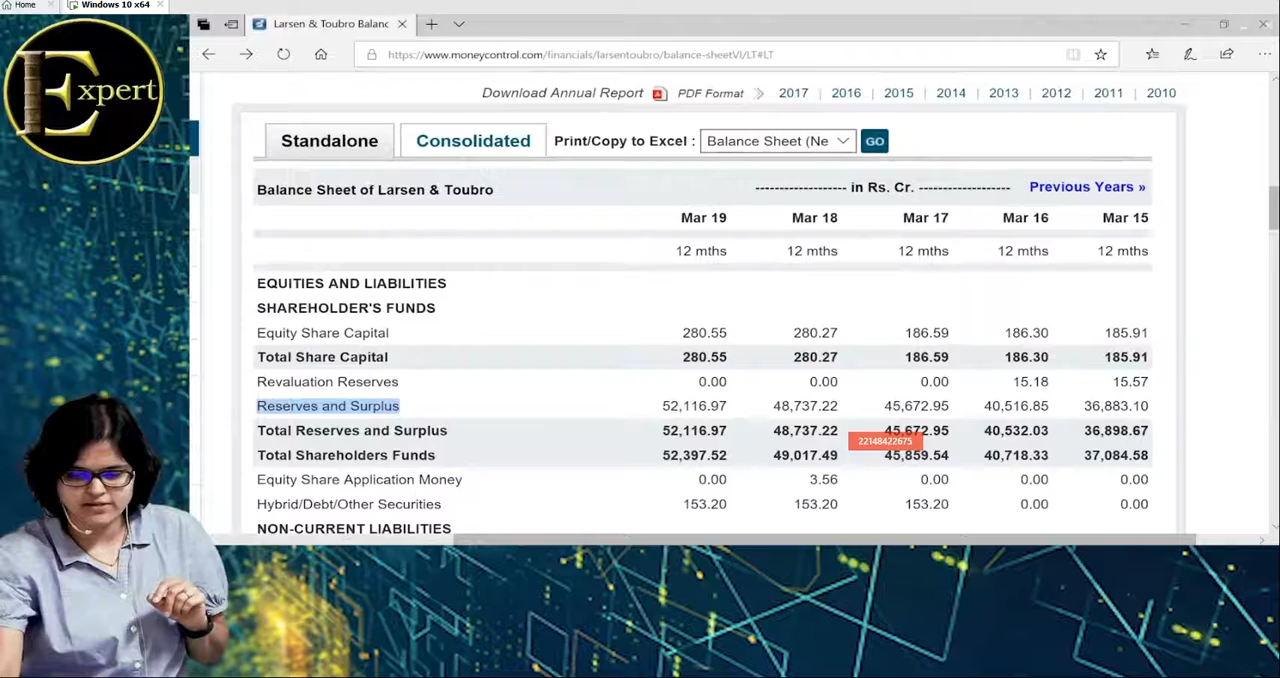 Home
Windows 10 x64
Expert
Larsen & Toubro Balanc
https://www.moneycontrol.com/financials/larsentoubro/balance-sheetVI/LT#LT
Download Annual Report PDF Format 2017 | 2016 | 2015 | 2014 | 2013 | 2012 | 2011 | 2010
Standalone Consolidated Print/Copy to Excel : Balance Sheet (Ne GO
Balance Sheet of Larsen & Toubro ------------------- in Rs. Cr. ------------------- Previous Years »
Mar 19 Mar 18 Mar 17 Mar 16 Mar 15
12 mths 12 mths 12 mths 12 mths 12 mths
EQUITIES AND LIABILITIES
SHAREHOLDER'S FUNDS
Equity Share Capital 280.55 280.27 186.59 186.30 185.91
Total Share Capital 280.55 280.27 186.59 186.30 185.91
Revaluation Reserves 0.00 0.00 0.00 15.18 15.57
Reserves and Surplus 52,116.97 48,737.22 45,672.95 40,516.85 36,883.10
Total Reserves and Surplus 52,116.97 48,737.22 45,672.95 40,532.03 36,898.67
22148422675
Total Shareholders Funds 52,397.52 49,017.49 45,859.54 40,718.33 37,084.58
Equity Share Application Money 0.00 3.56 0.00 0.00 0.00
Hybrid/Debt/Other Securities 153.20 153.20 153.20 0.00 0.00
NON-CURRENT LIABILITIES